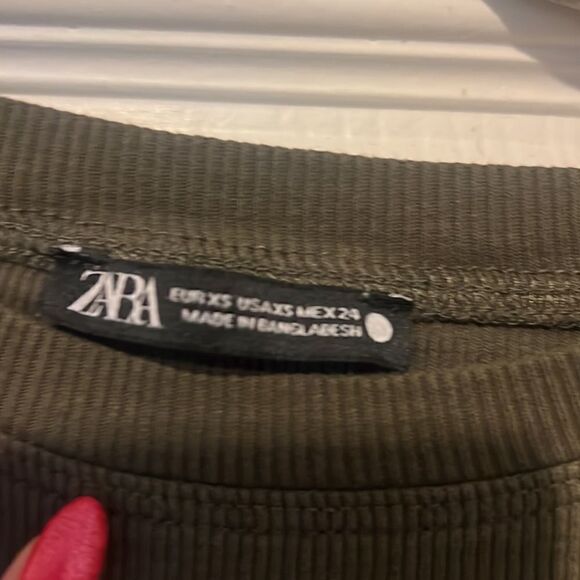 ZARA
EUR XS USA XS MEX 24
MADE IN BANGLADESH